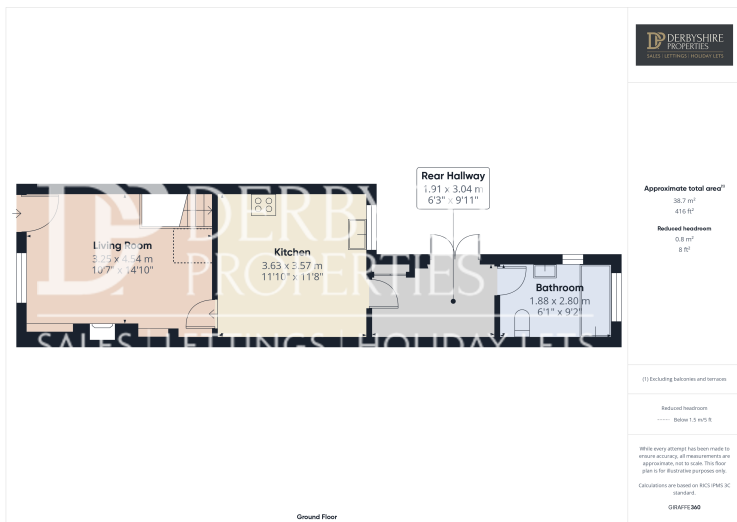 DP DERBYSHIRE
PROPERTIES
SALES | LETTINGS | HOLIDAY LETS
Approximate total area(1)
38.7 m²
416 ft²
Reduced headroom
0.8 m²
8 ft²
Rear Hallway
1.91 x 3.04 m
6'3" x 9'11"
Living Room
3.25 x 4.54 m
10'7" x 14'10"
Kitchen
3.63 x 3.57 m
11'10" x 11'8"
Bathroom
1.88 x 2.80 m
6'1" x 9'2"
DERBYSHIRE
PROPERTIES
SALES | LETTINGS | HOLIDAY LETS
(1) Excluding balconies and terraces
Reduced headroom
Below 1.5 m/5 ft
While every attempt has been made to
ensure accuracy, all measurements are
approximate, not to scale. This floor
plan is for illustrative purposes only.
Calculations are based on RICS IPMS 3C
standard.
GIRAFFE360
Ground Floor